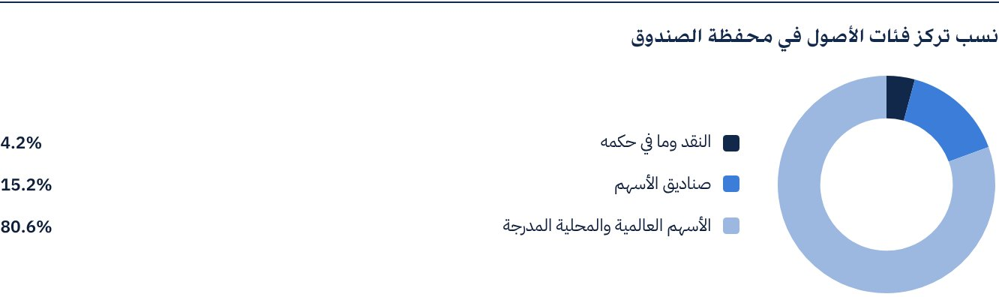 نسب تركز فئات الأصول في محفظة الصندوق
النقد وما في حكمه 4.2%
صناديق الأسهم 15.2%
الأسهم العالمية والمحلية المدرجة 80.6%